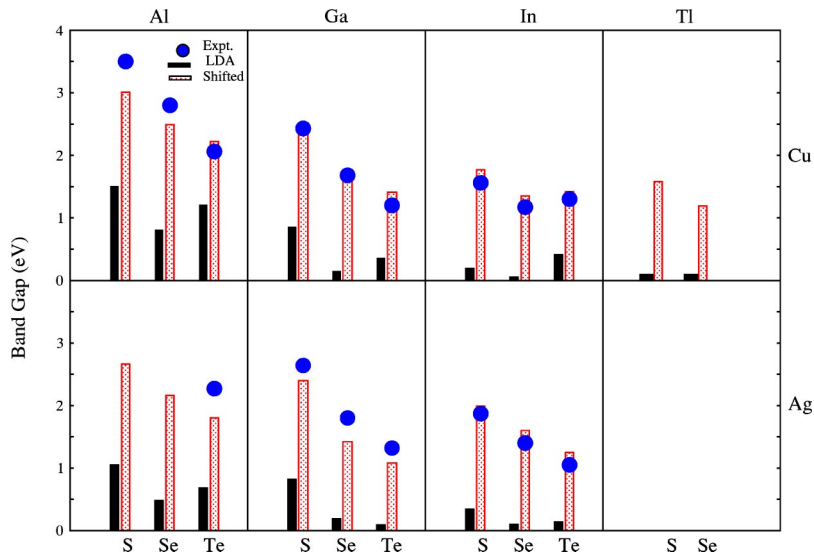 Al Ga In Tl
4
Expt.
LDA
Shifted
3
2
Cu
1
0
Band Gap (eV)
3
2
Ag
1
0
S Se Te S Se Te S Se Te S Se